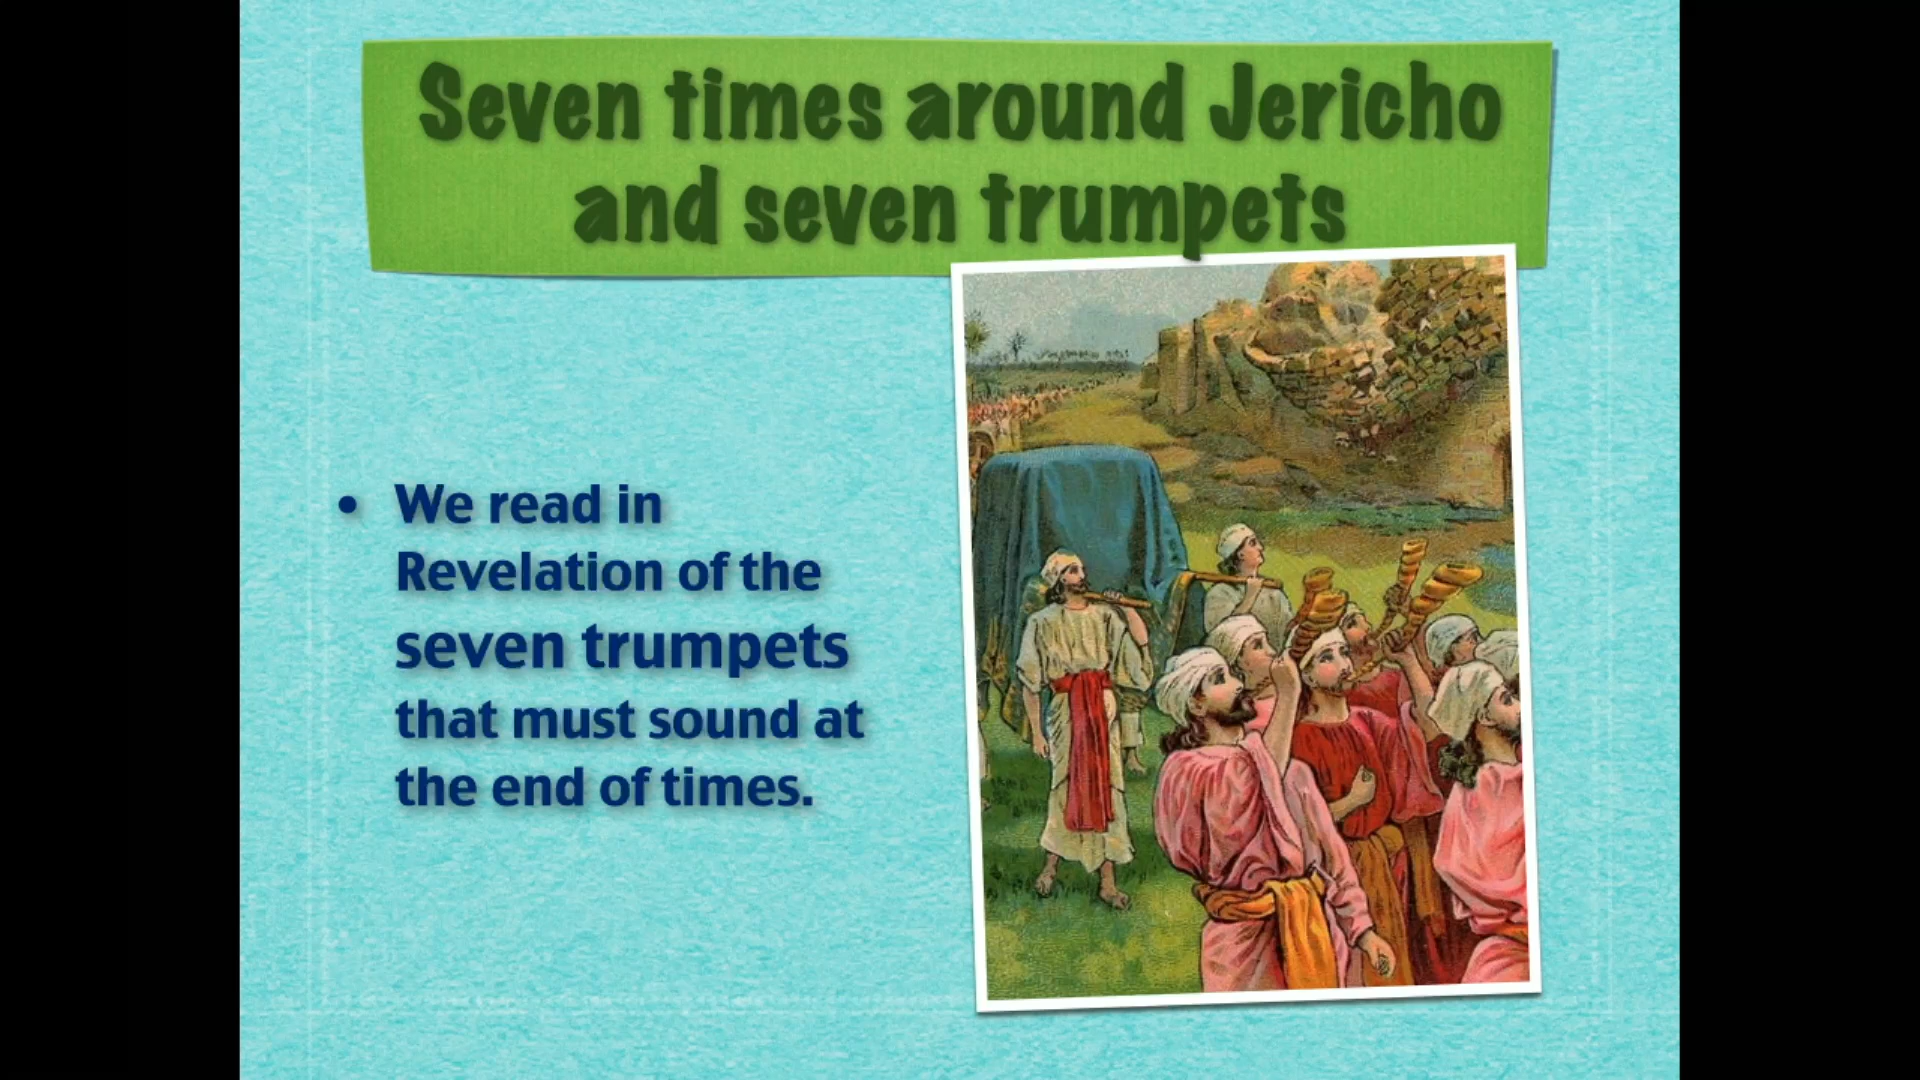 Seven times around Jericho
and seven trumpets
• We read in
Revelation of the
seven trumpets
that must sound at
the end of times.